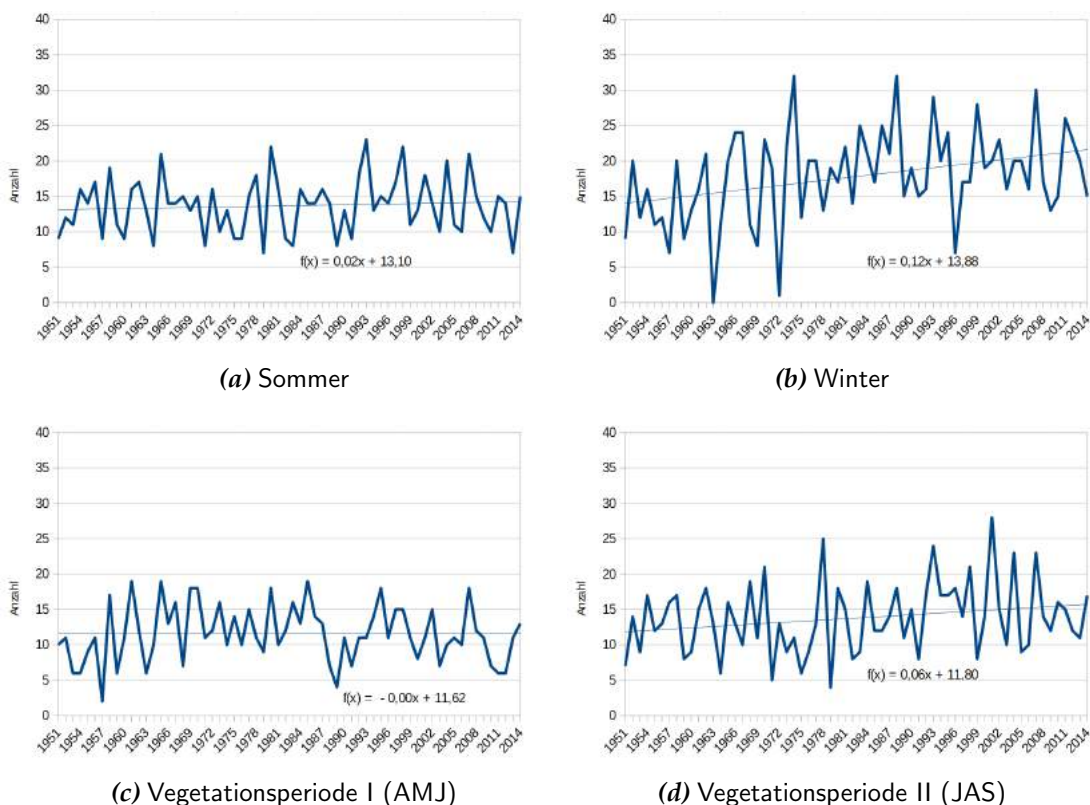 40
35
30
25
20
15
10
5
0
Anzahl
f(x) = 0,02x + 13,10
1951 1954 1957 1960 1963 1966 1969 1972 1975 1978 1981 1984 1987 1990 1993 1996 1999 2002 2005 2008 2011 2014
(a) Sommer
40
35
30
25
20
15
10
5
0
Anzahl
f(x) = 0,12x + 13,88
1951 1954 1957 1960 1963 1966 1969 1972 1975 1978 1981 1984 1987 1990 1993 1996 1999 2002 2005 2008 2011 2014
(b) Winter
40
35
30
25
20
15
10
5
0
Anzahl
f(x) = - 0,00x + 11,62
1951 1954 1957 1960 1963 1966 1969 1972 1975 1978 1981 1984 1987 1990 1993 1996 1999 2002 2005 2008 2011 2014
(c) Vegetationsperiode I (AMJ)
40
35
30
25
20
15
10
5
0
Anzahl
f(x) = 0,06x + 11,80
1951 1954 1957 1960 1963 1966 1969 1972 1975 1978 1981 1984 1987 1990 1993 1996 1999 2002 2005 2008 2011 2014
(d) Vegetationsperiode II (JAS)